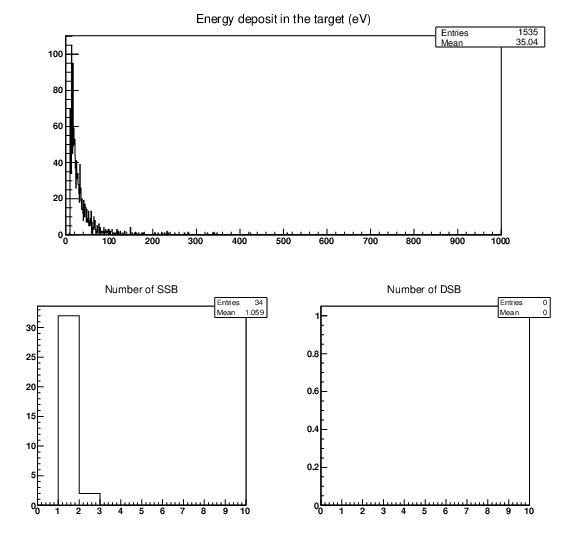 Energy deposit in the target (eV)
Entries 1535
Mean 35.04
100
80
60
40
20
0
0 100 200 300 400 500 600 700 800 900 1000
Number of SSB
Entries 34
Mean 1.059
30
25
20
15
10
5
0
0 1 2 3 4 5 6 7 8 9 10
Number of DSB
Entries 0
Mean 0
1
0.8
0.6
0.4
0.2
0
0 1 2 3 4 5 6 7 8 9 10